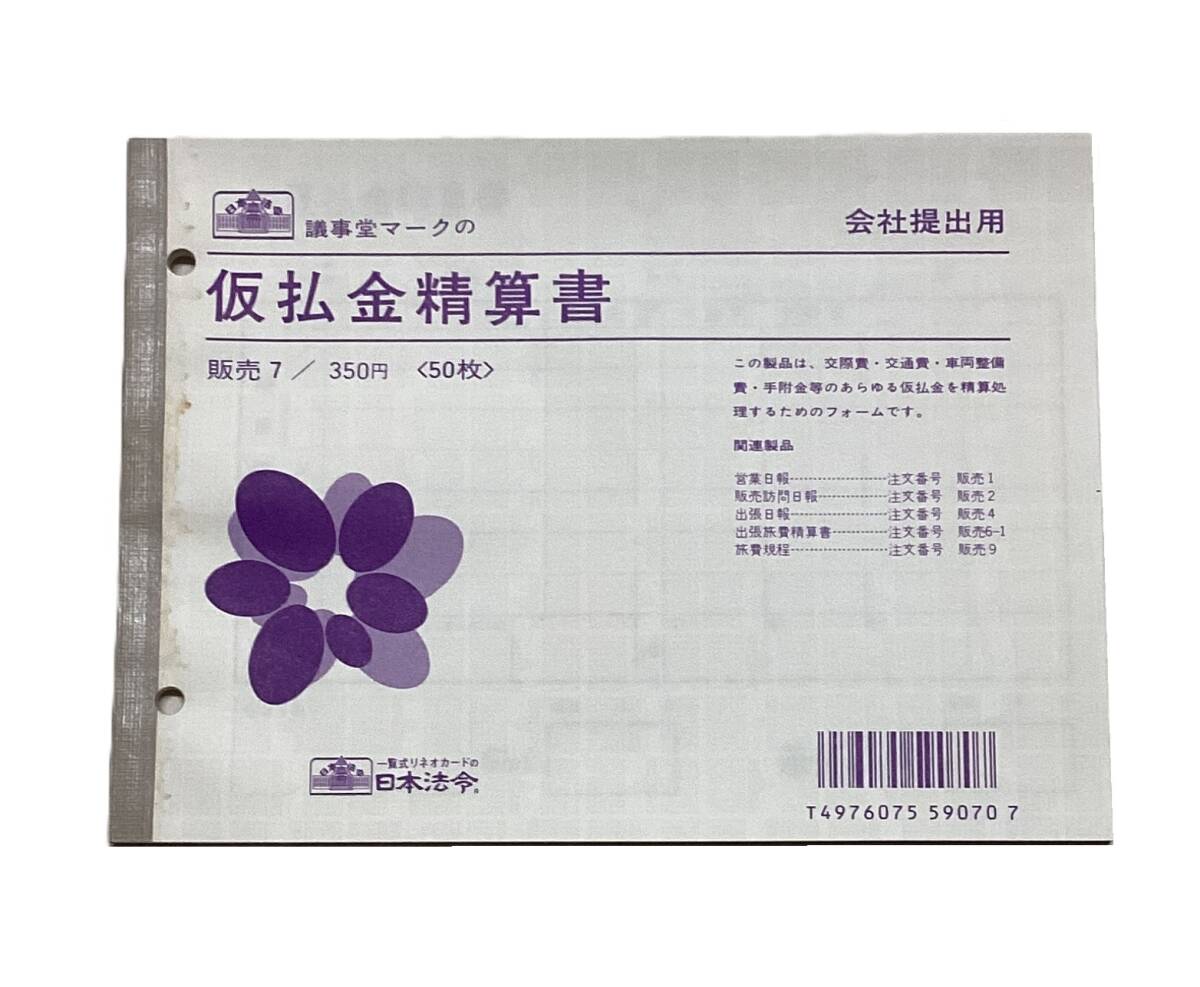 日本法令
議事堂マークの
会社提出用
仮払金精算書
販売 7 / 350円 〈50枚〉
この製品は、交際費・交通費・車両整備
費・手附金等のあらゆる仮払金を精算処
理するためのフォームです。
関連製品
営業日報…………………注文番号 販売1
販売訪問日報……………注文番号 販売2
出張日報…………………注文番号 販売4
出張旅費精算書…………注文番号 販売6-1
旅費規程…………………注文番号 販売9
日本法令
一覧式リネオカードの
日本法令®
T4976075 59070 7